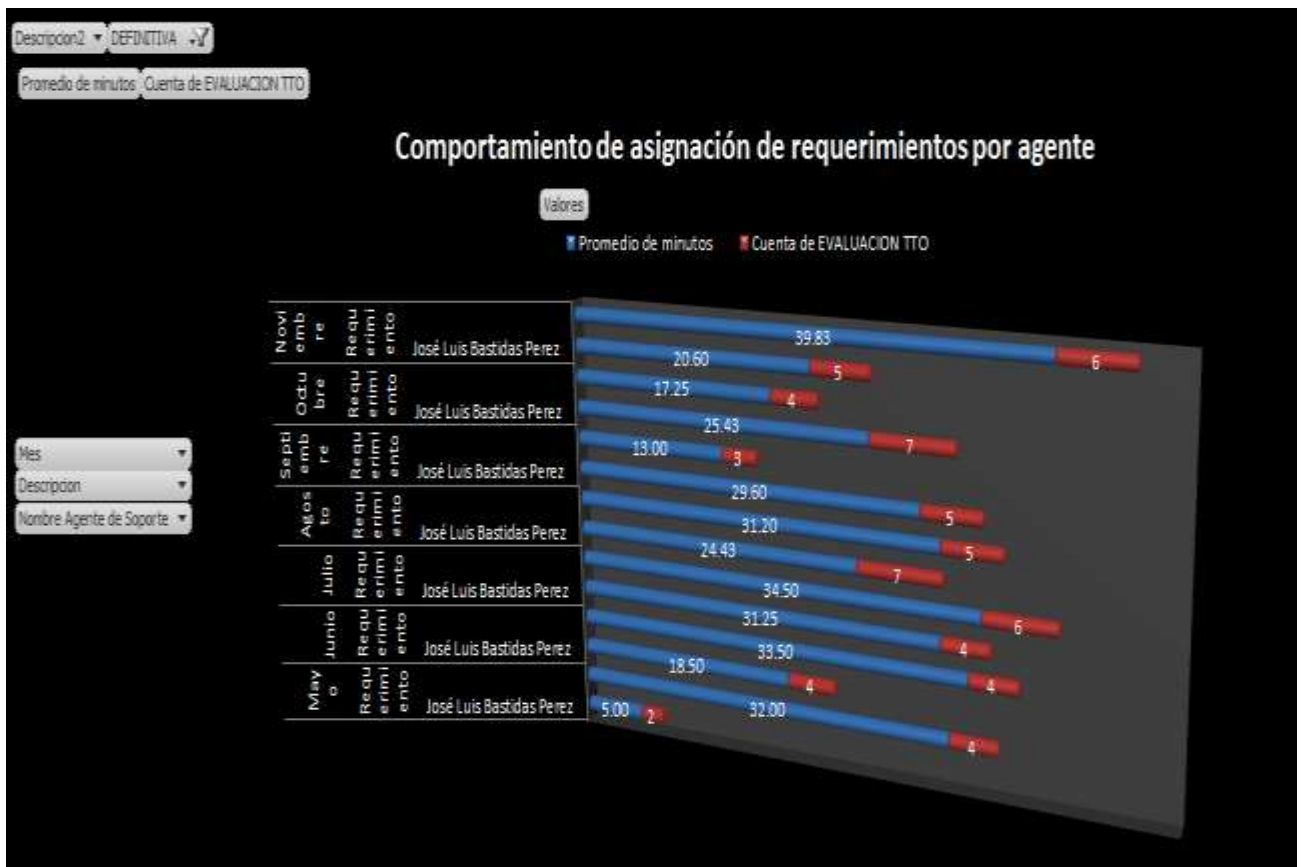 Descripcion2 DEFINITIVA
Promedio de minutos Cuenta de EVALUACION TTO
Comportamiento de asignación de requerimientos por agente
Valores
Promedio de minutos Cuenta de EVALUACION TTO
Noviembre Requerimiento José Luis Bastidas Perez
39.83 6
20.60 5
Octubre Requerimiento José Luis Bastidas Perez
17.25 4
25.43 7
Septiembre Requerimiento José Luis Bastidas Perez
13.00 3
29.60 5
Agosto Requerimiento José Luis Bastidas Perez
31.20 5
24.43 7
Julio Requerimiento José Luis Bastidas Perez
34.50 6
31.25 4
Junio Requerimiento José Luis Bastidas Perez
33.50 4
18.50 4
Mayo Requerimiento José Luis Bastidas Perez
32.00 4
5.00 2
Mes
Descripcion
Nombre Agente de Soporte